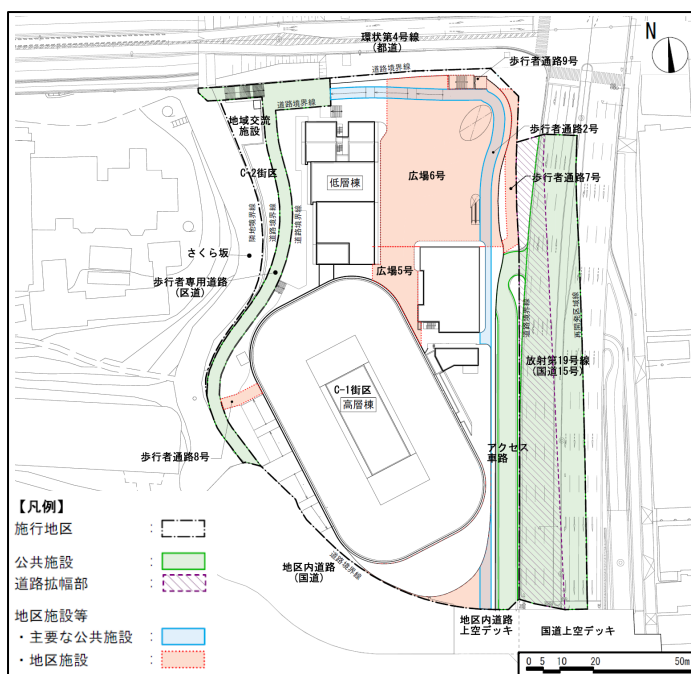 環状第4号線
(都道)
N
道路境界線
歩行者通路9号
道路境界線
地域交流
施設
歩行者通路2号
C-2街区
低層棟
広場6号
歩行者通路7号
隣地境界線
道路境界線
道路境界線
さくら坂
広場5号
歩行者専用道路
(区道)
道路境界線
再開発区域線
放射第19号線
(国道15号)
C-1街区
高層棟
アクセス
車路
歩行者通路8号
【凡例】
施行地区 :
公共施設 :
道路拡幅部 :
地区施設等
・主要な公共施設 :
・地区施設 :
地区内道路
(国道)
道路境界線
地区内道路
上空デッキ
国道上空デッキ
0 5 10 20 50m